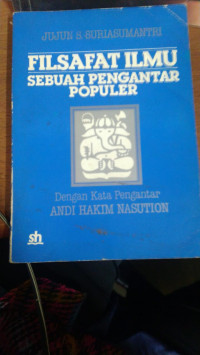 JUJUN S. SURIASUMANTRI
FILSAFAT ILMU
SEBUAH PENGANTAR
POPULER
Dengan Kata Pengantar
ANDI HAKIM NASUTION
sh